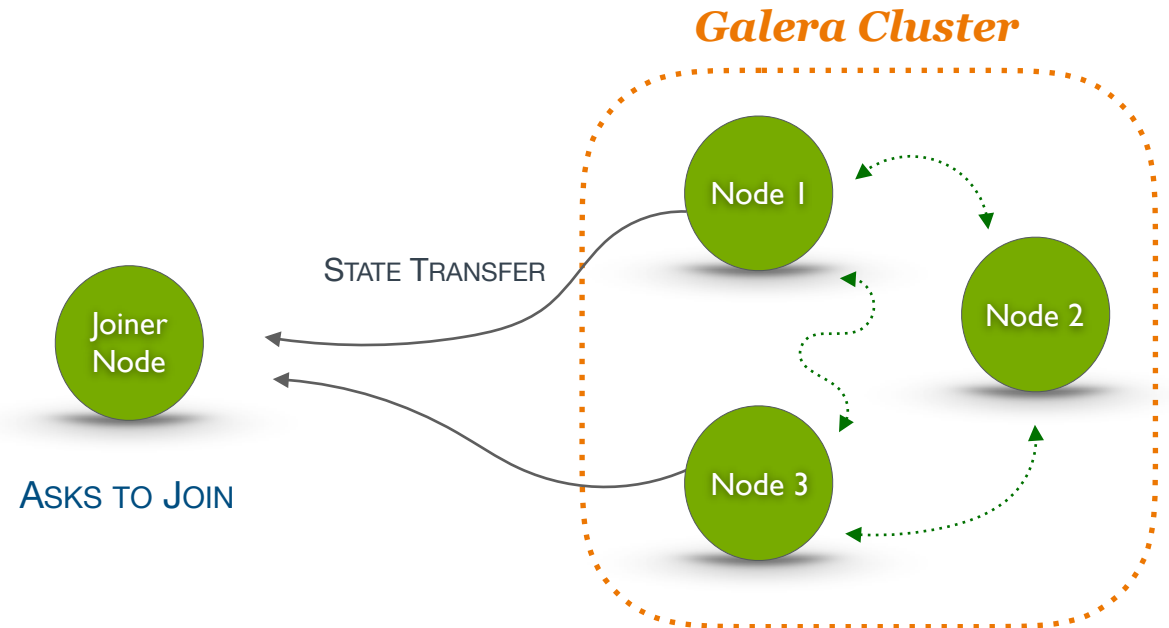 Galera Cluster
Node 1
STATE TRANSFER
Node 2
Joiner
Node
Node 3
ASKS TO JOIN